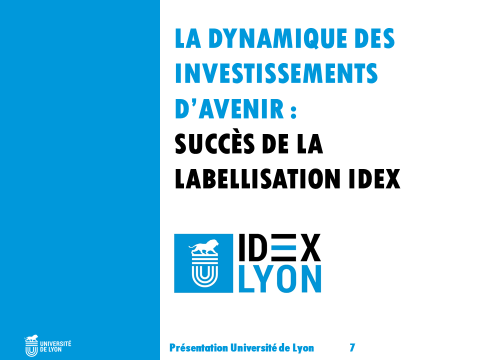 LA DYNAMIQUE DES
INVESTISSEMENTS
D'AVENIR :
SUCCÈS DE LA
LABELLISATION IDEX
IDEX
LYON
UNIVERSITÉ
DE LYON
Présentation Université de Lyon 7